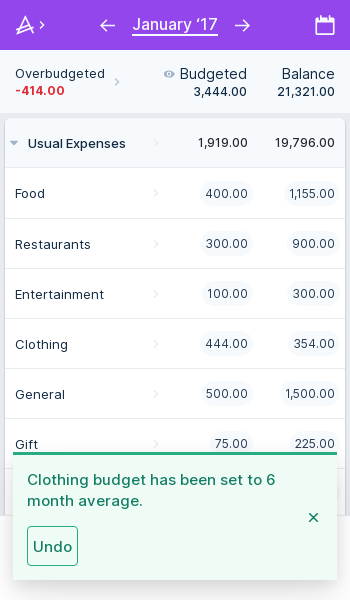 January ‘17
Overbudgeted Budgeted Balance
-414.00 3,444.00 21,321.00
Usual Expenses 1,919.00 19,796.00
Food 400.00 1,155.00
Restaurants 300.00 900.00
Entertainment 100.00 300.00
Clothing 444.00 354.00
General 500.00 1,500.00
Gift 75.00 225.00
Clothing budget has been set to 6
month average.
Undo